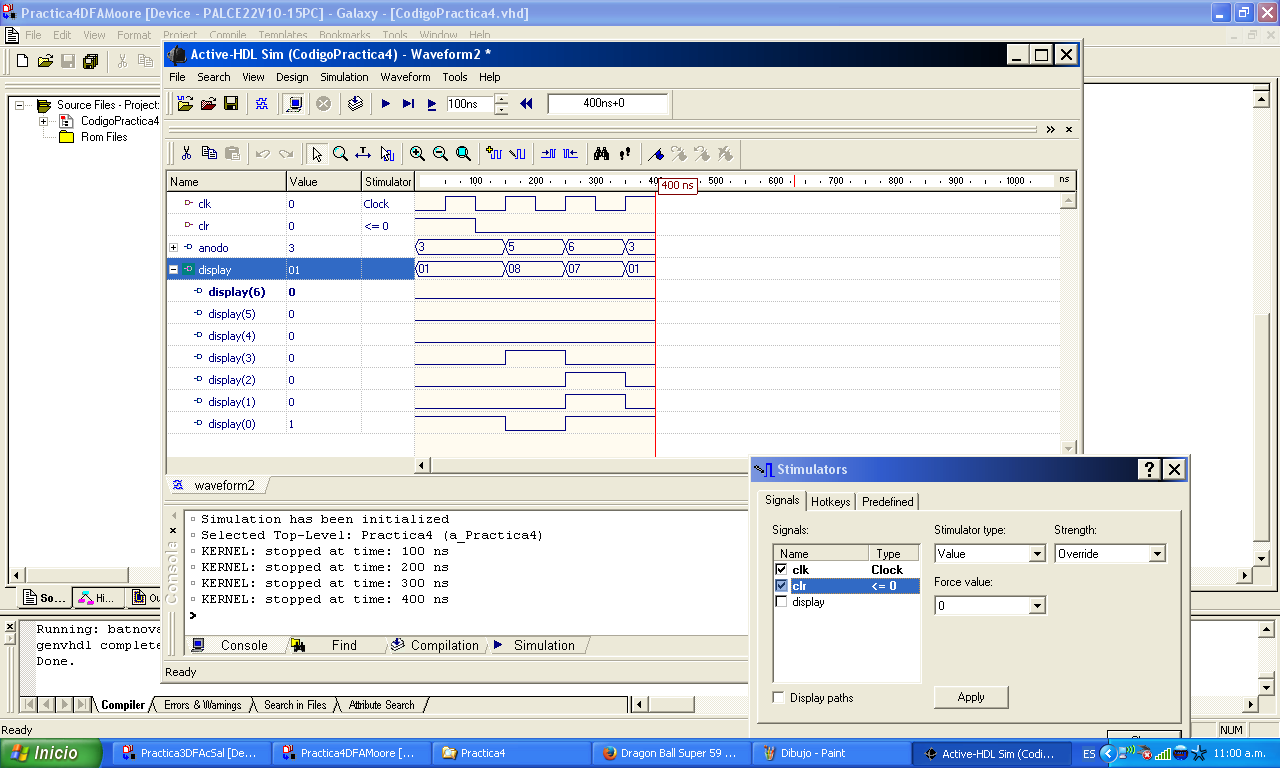 Practica4DFAMoore [Device - PALCE22V10-15PC] - Galaxy - [CodigoPractica4.vhd]
File Edit View Format Project Compile Templates Bookmarks Tools Window Help
Source Files - Project:
CodigoPractica4
Rom Files
Active-HDL Sim (CodigoPractica4) - Waveform2 *
File Search View Design Simulation Waveform Tools Help
100ns
400ns+0
Name Value Stimulator 100 200 300 400 500 600 700 800 900 1000 ns
400 ns
clk 0 Clock
clr 0 <= 0
anodo 3 3 5 6 3
display 01 01 08 07 01
display(6) 0
display(5) 0
display(4) 0
display(3) 0
display(2) 0
display(1) 0
display(0) 1
waveform2
Simulation has been initialized
Selected Top-Level: Practica4 (a_Practica4)
KERNEL: stopped at time: 100 ns
KERNEL: stopped at time: 200 ns
KERNEL: stopped at time: 300 ns
KERNEL: stopped at time: 400 ns
>
Console
Console Find Compilation Simulation
Ready
Stimulators
Signals Hotkeys Predefined
Signals: Stimulator type: Strength:
Name Type Value Override
clk Clock
clr <= 0 Force value:
display 0
Display paths Apply
So... Hi... Ou
Running: batnova
genvhdl complete
Done.
Compiler Errors & Warnings Search in Files Attribute Search
Ready NUM
Inicio Practica3DFAcSal [De... Practica4DFAMoore [... Practica4 Dragon Ball Super 59 ... Dibujo - Paint Active-HDL Sim (Codi... ES 11:00 a.m.